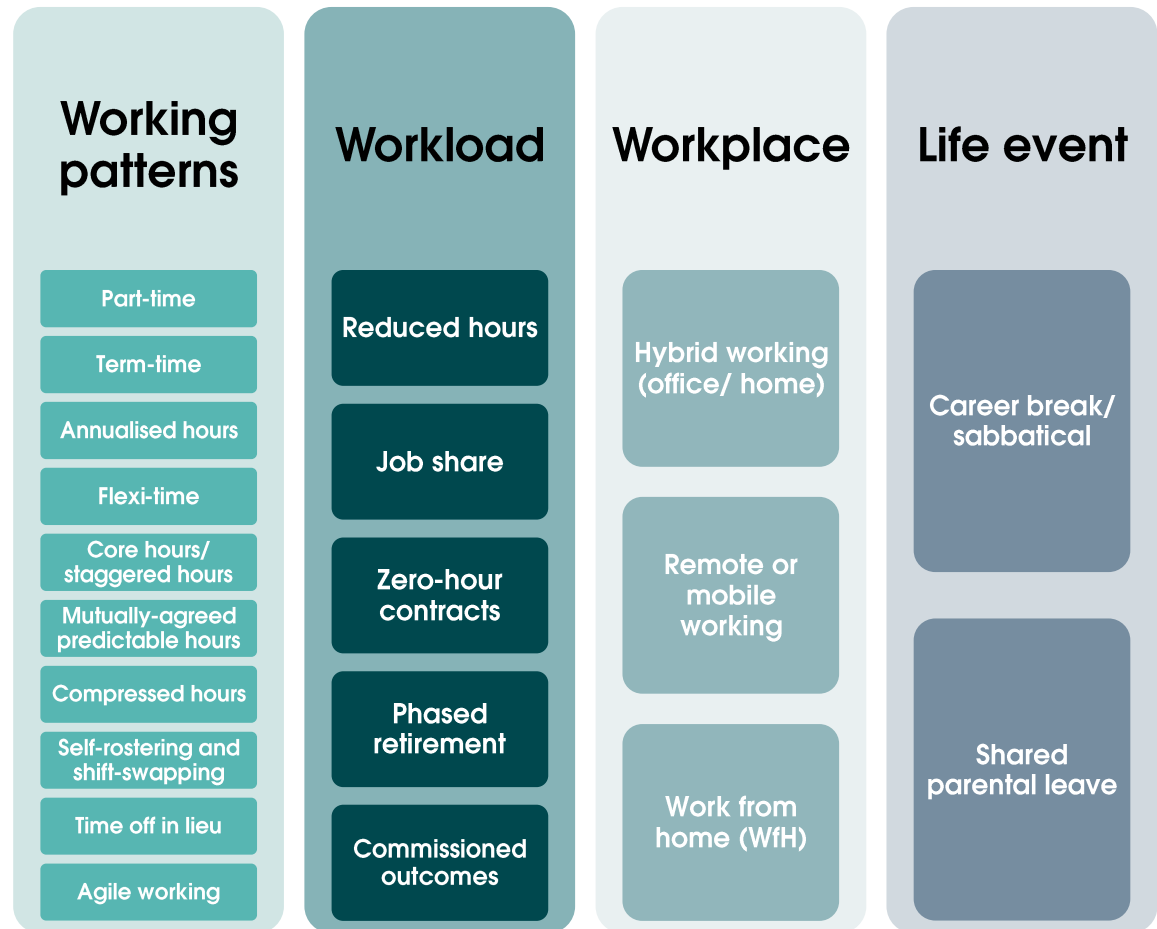 Working
patterns
Part-time
Term-time
Annualised hours
Flexi-time
Core hours/
staggered hours
Mutually-agreed
predictable hours
Compressed hours
Self-rostering and
shift-swapping
Time off in lieu
Agile working
Workload
Reduced hours
Job share
Zero-hour
contracts
Phased
retirement
Commissioned
outcomes
Workplace
Hybrid working
(office/ home)
Remote or
mobile
working
Work from
home (WfH)
Life event
Career break/
sabbatical
Shared
parental leave